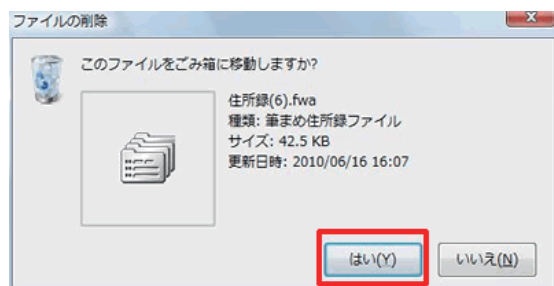 ファイルの削除
このファイルをごみ箱に移動しますか?
住所録(6).fwa
種類: 筆まめ住所録ファイル
サイズ: 42.5 KB
更新日時: 2010/06/16 16:07
はい(Y)
いいえ(N)